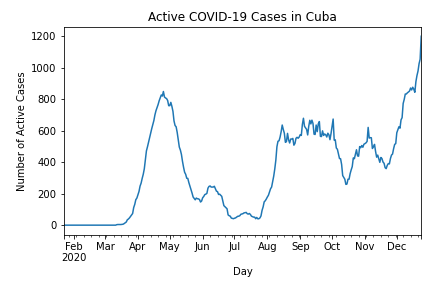 Active COVID-19 Cases in Cuba
Number of Active Cases
1200
1000
800
600
400
200
0
Feb Mar Apr May Jun Jul Aug Sep Oct Nov Dec
2020
Day